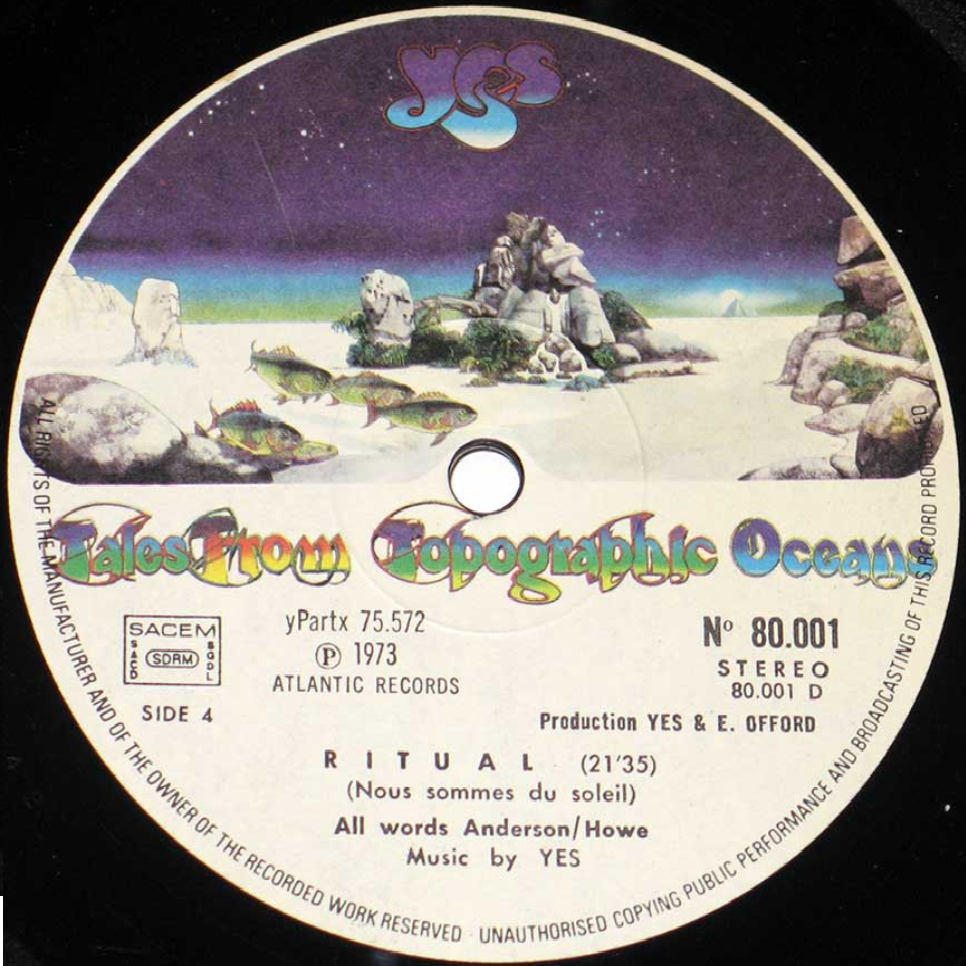 yes
Tales From Topographic Oceans
SACEM
SACD
SDRM
SGDL
SIDE 4
yPartx 75.572
Ⓟ 1973
ATLANTIC RECORDS
Nº 80.001
STEREO
80.001 D
Production YES & E. OFFORD
RITUAL (21'35)
(Nous sommes du soleil)
All words Anderson/Howe
Music by YES
ALL RIGHTS OF THE MANUFACTURER AND OF THE OWNER OF THE RECORDED WORK RESERVED · UNAUTHORISED COPYING PUBLIC PERFORMANCE AND BROADCASTING OF THIS RECORD PROHIBITED